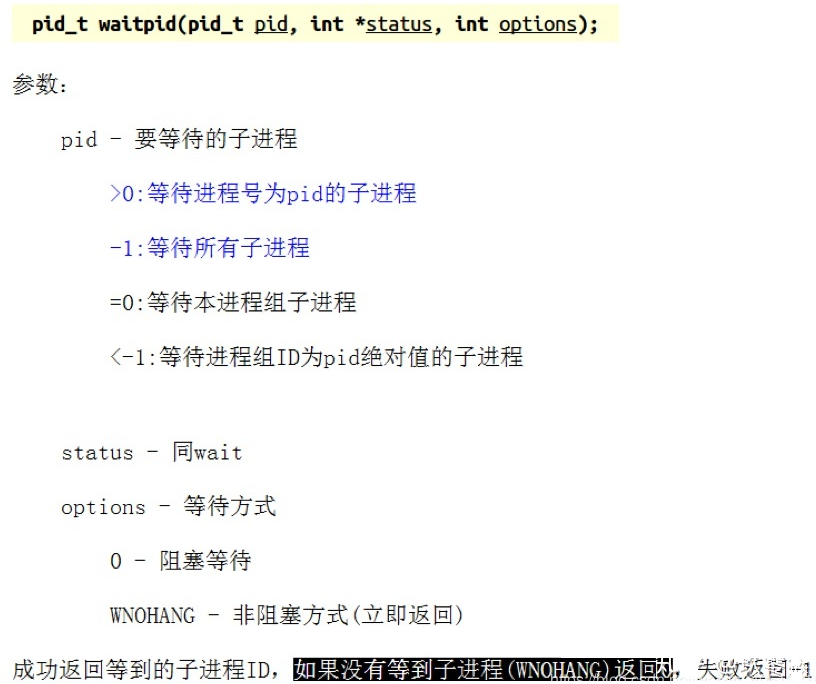 pid_t waitpid(pid_t pid, int *status, int options);
参数:
pid - 要等待的子进程
>0:等待进程号为pid的子进程
-1:等待所有子进程
=0:等待本进程组子进程
<-1:等待进程组ID为pid绝对值的子进程
status - 同wait
options - 等待方式
0 - 阻塞等待
WNOHANG - 非阻塞方式(立即返回)
成功返回等到的子进程ID，如果没有等到子进程(WNOHANG)返回，失败返回-1